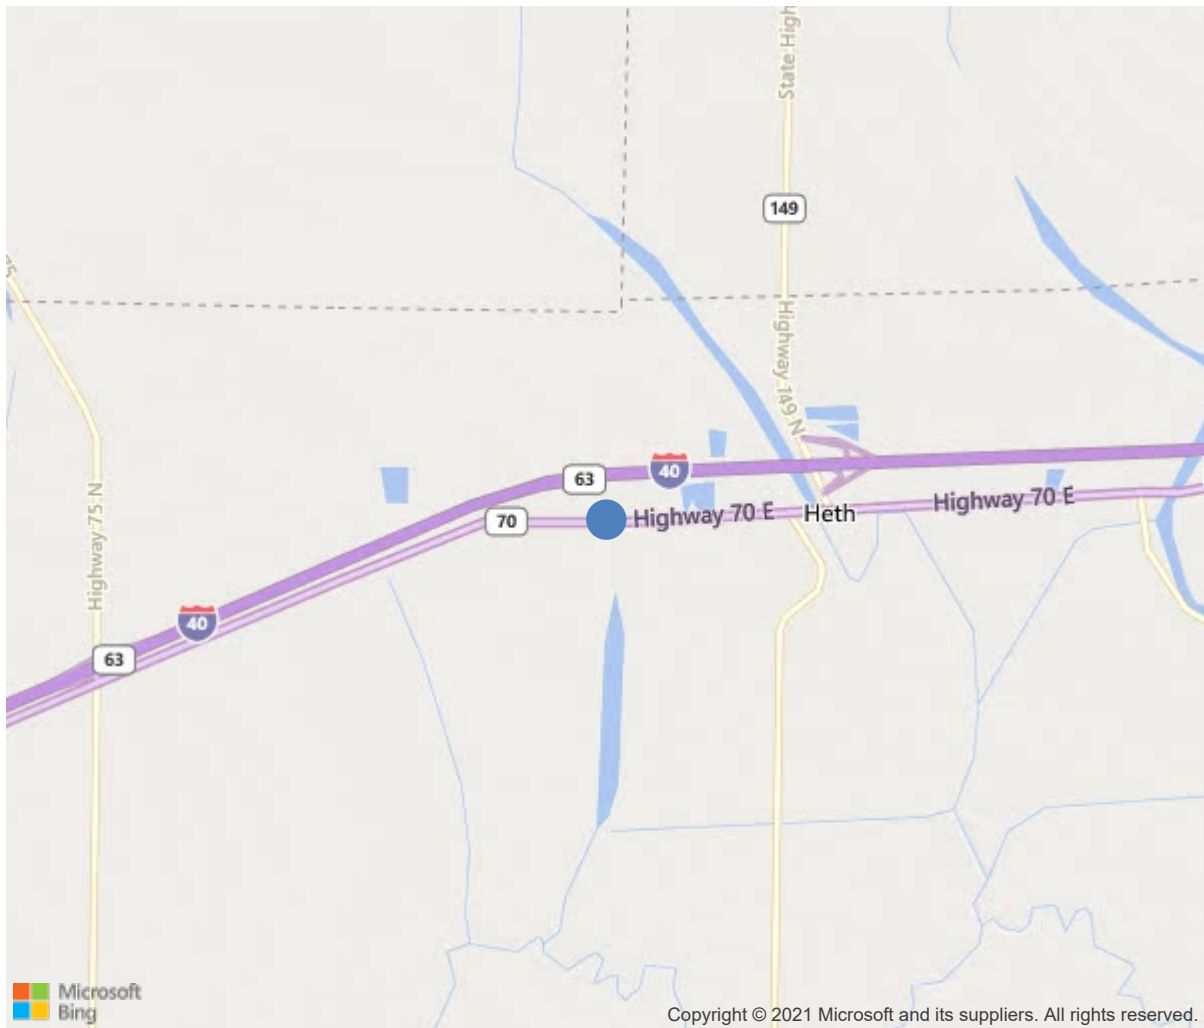 State High
149
Highway 149 N
75
63
40
70
Highway 70 E
Heth
Highway 70 E
Highway 75 N
40
63
Microsoft
Bing
Copyright © 2021 Microsoft and its suppliers. All rights reserved.